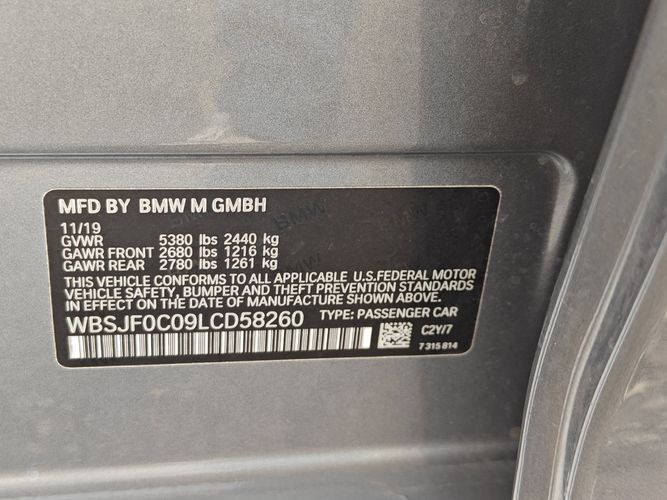 MFD BY BMW M GMBH
11/19
GVWR 5380 lbs 2440 kg
GAWR FRONT 2680 lbs 1216 kg
GAWR REAR 2780 lbs 1261 kg
THIS VEHICLE CONFORMS TO ALL APPLICABLE U.S.FEDERAL MOTOR
VEHICLE SAFETY, BUMPER AND THEFT PREVENTION STANDARDS
IN EFFECT ON THE DATE OF MANUFACTURE SHOWN ABOVE.
WBSJF0C09LCD58260 TYPE: PASSENGER CAR
C2Y/7
7 315 814